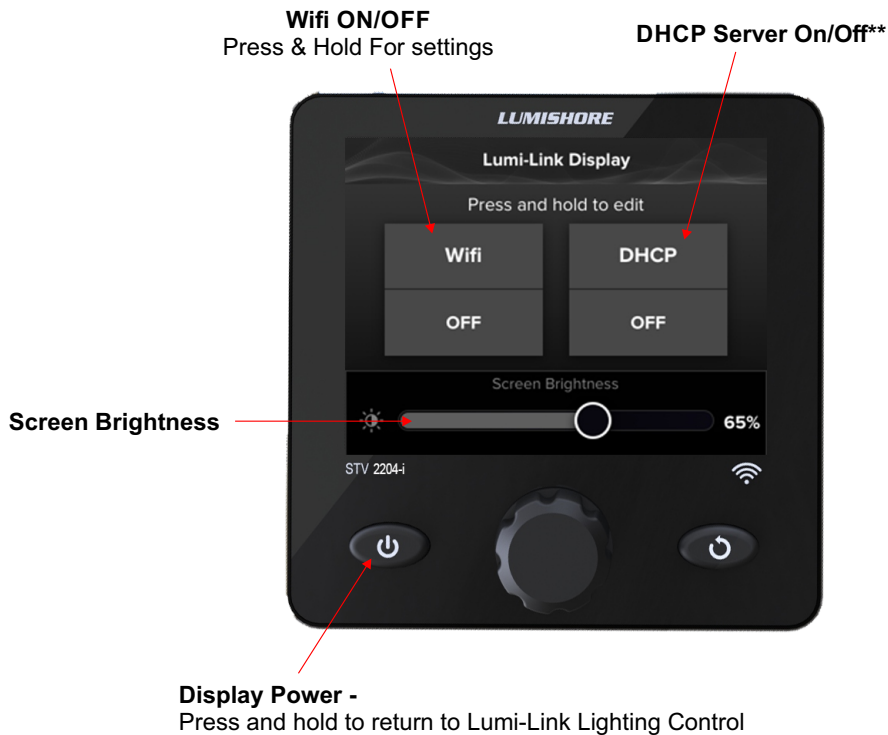 Wifi ON/OFF
Press & Hold For settings
DHCP Server On/Off**
LUMISHORE
Lumi-Link Display
Press and hold to edit
Wifi
DHCP
OFF
OFF
Screen Brightness
Screen Brightness
65%
STV 2204-i
Display Power -
Press and hold to return to Lumi-Link Lighting Control